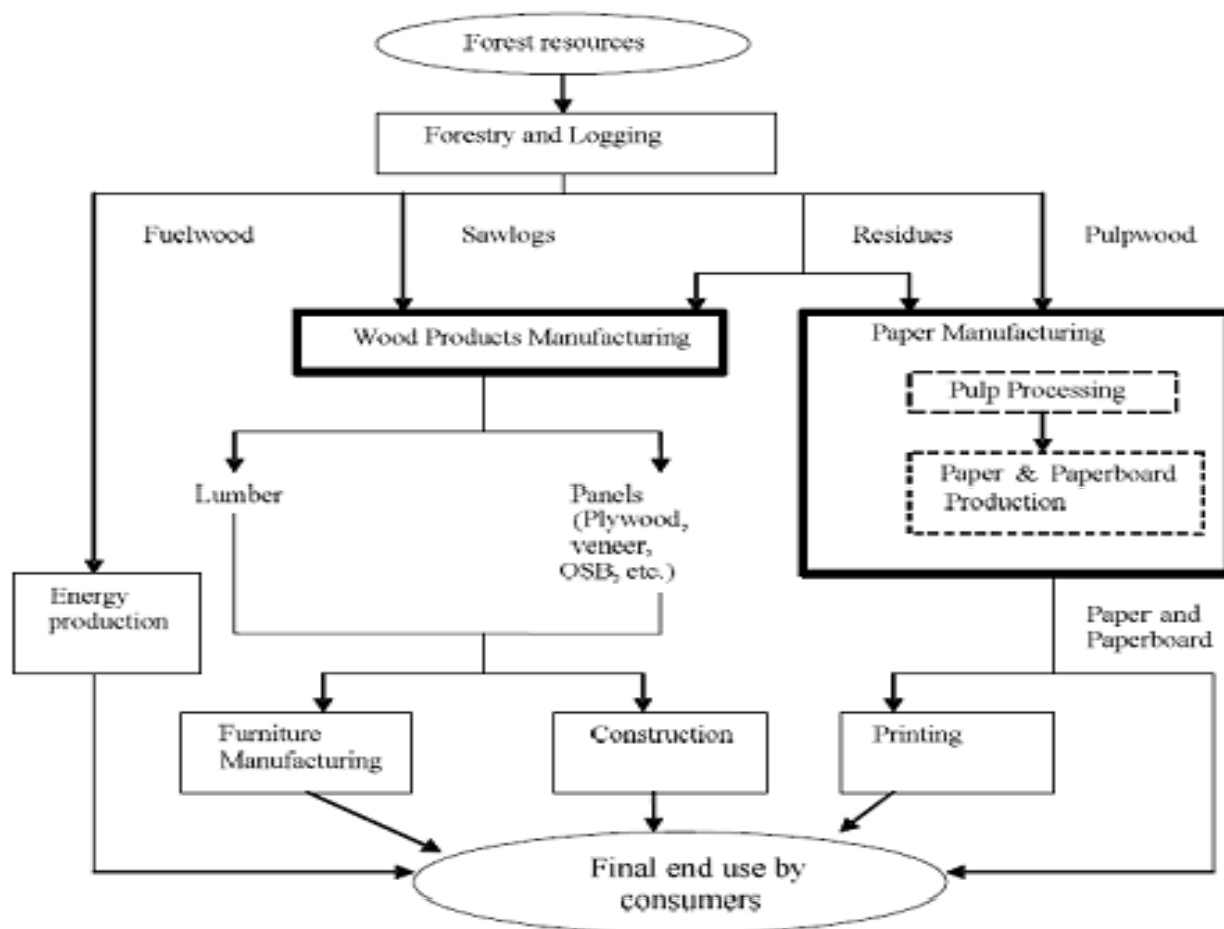 Forest resources
Forestry and Logging
Fuelwood
Sawlogs
Residues
Pulpwood
Wood Products Manufacturing
Paper Manufacturing
Pulp Processing
Paper & Paperboard
Production
Lumber
Panels
(Plywood,
veneer,
OSB, etc.)
Energy
production
Paper and
Paperboard
Furniture
Manufacturing
Construction
Printing
Final end use by
consumers